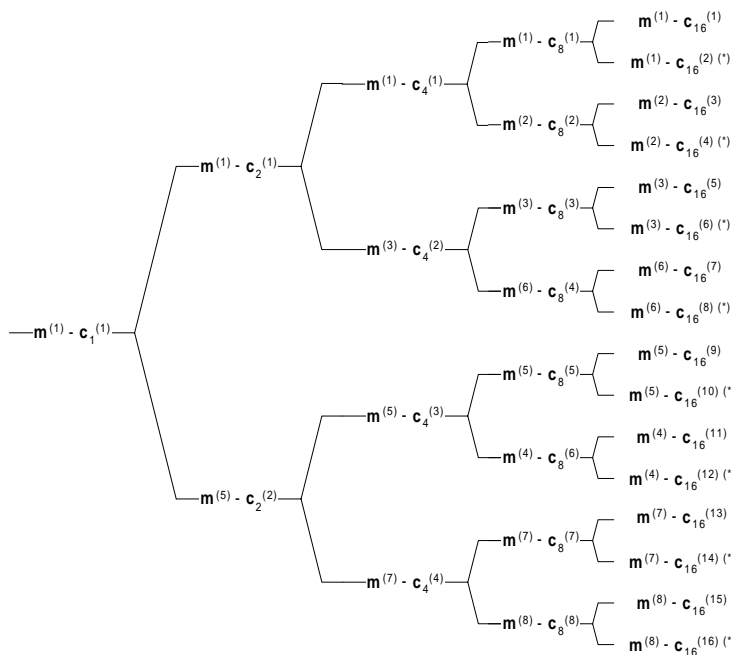 m(1) - c16(1)
m(1) - c8(1)
m(1) - c16(2) (*)
m(1) - c4(1)
m(2) - c16(3)
m(2) - c8(2)
m(2) - c16(4) (*)
m(1) - c2(1)
m(3) - c16(5)
m(3) - c8(3)
m(3) - c16(6) (*)
m(3) - c4(2)
m(6) - c16(7)
m(6) - c8(4)
m(6) - c16(8) (*)
m(1) - c1(1)
m(5) - c16(9)
m(5) - c8(5)
m(5) - c16(10) (*
m(5) - c4(3)
m(4) - c16(11)
m(4) - c8(6)
m(4) - c16(12) (*
m(5) - c2(2)
m(7) - c16(13)
m(7) - c8(7)
m(7) - c16(14) (*
m(7) - c4(4)
m(8) - c16(15)
m(8) - c8(8)
m(8) - c16(16) (*